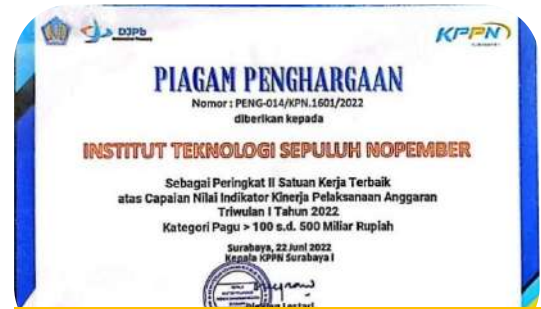 DJPb
KPPN
SURABAYA I
PIAGAM PENGHARGAAN
Nomor : PENG-014/KPN.1601/2022
diberikan kepada
INSTITUT TEKNOLOGI SEPULUH NOPEMBER
Sebagai Peringkat II Satuan Kerja Terbaik
atas Capaian Nilai Indikator Kinerja Pelaksanaan Anggaran
Triwulan I Tahun 2022
Kategori Pagu > 100 s.d. 500 Miliar Rupiah
Surabaya, 22 Juni 2022
Kepala KPPN Surabaya I